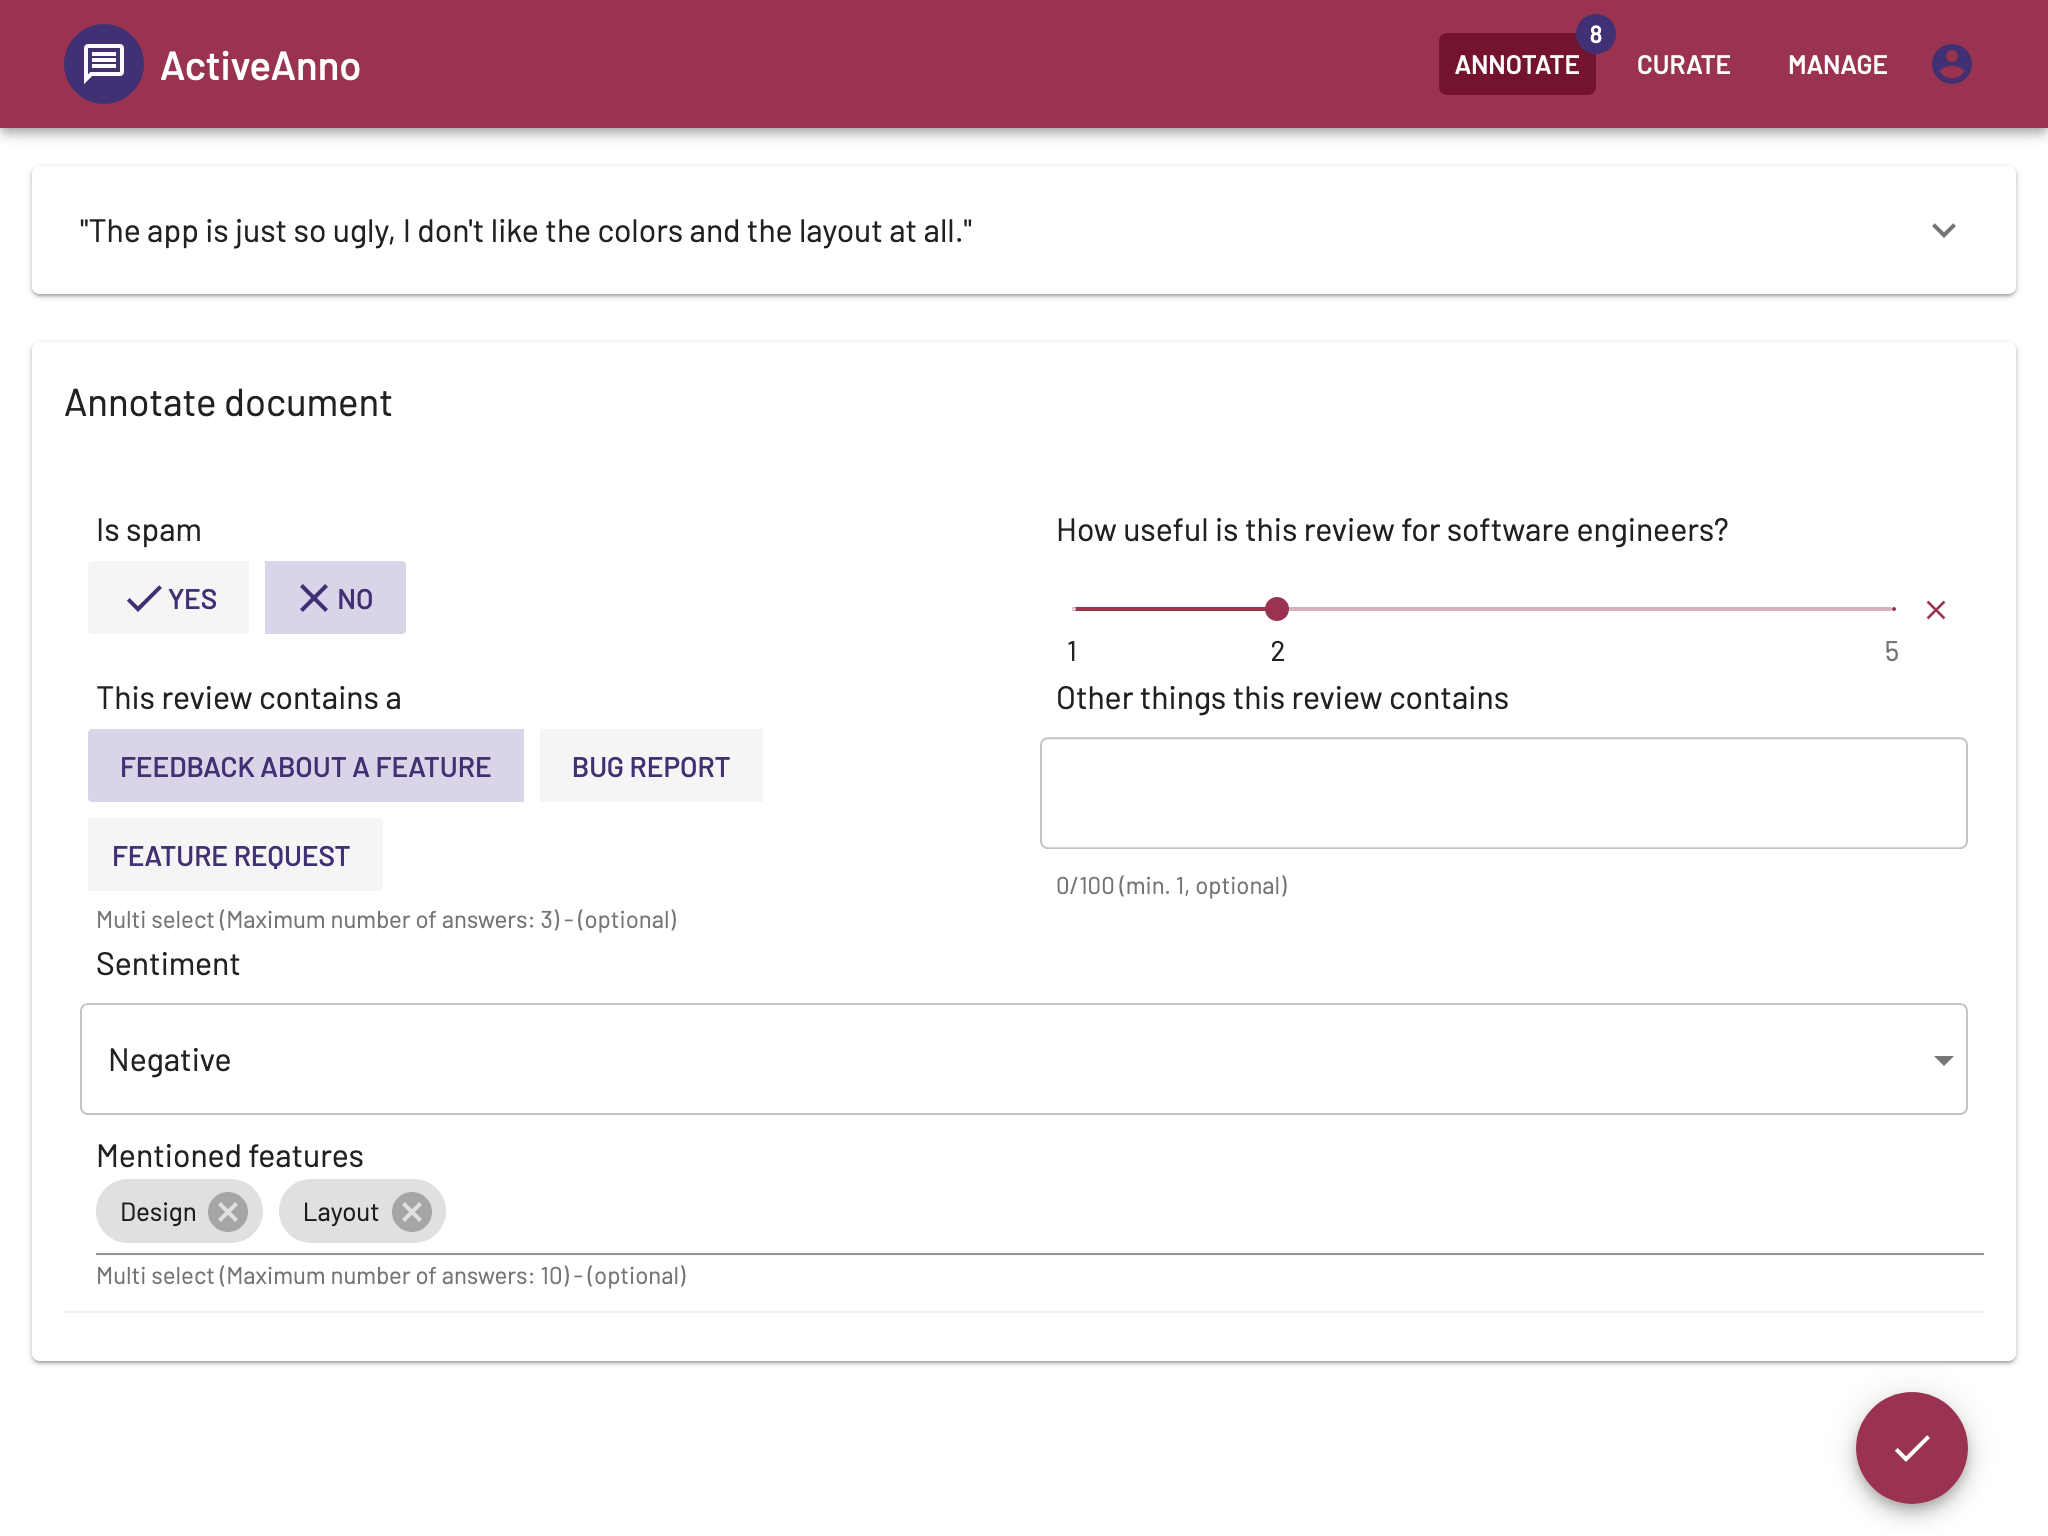 ActiveAnno
ANNOTATE
8
CURATE
MANAGE
"The app is just so ugly, I don't like the colors and the layout at all."
Annotate document
Is spam
YES
NO
How useful is this review for software engineers?
1
2
5
This review contains a
FEEDBACK ABOUT A FEATURE
BUG REPORT
FEATURE REQUEST
Multi select (Maximum number of answers: 3) - (optional)
Other things this review contains
0/100 (min. 1, optional)
Sentiment
Negative
Mentioned features
Design
Layout
Multi select (Maximum number of answers: 10) - (optional)